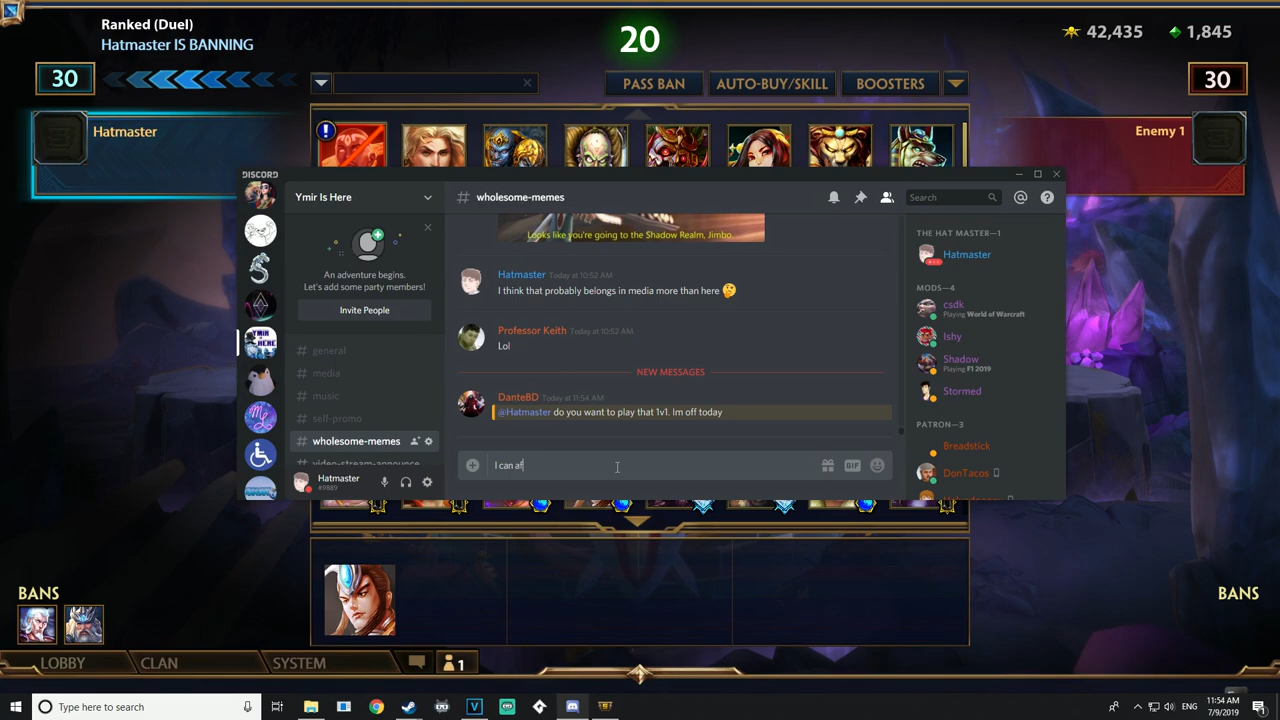 Ranked (Duel)
Hatmaster IS BANNING
20
42,435
1,845
30
PASS BAN
AUTO-BUY/SKILL
BOOSTERS
30
Hatmaster
Enemy 1
DISCORD
Ymir Is Here
# wholesome-memes
Search
An adventure begins.
Let's add some party members!
Invite People
# general
# media
# music
# self-promo
# wholesome-memes
# video-stream-announce
Hatmaster
#9889
Looks like you're going to the Shadow Realm, Jimbo.
Hatmaster Today at 10:52 AM
I think that probably belongs in media more than here
Professor Keith Today at 10:52 AM
Lol
NEW MESSAGES
DanteBD Today at 11:54 AM
@Hatmaster do you want to play that 1v1. Im off today
I can af
GIF
THE HAT MASTER—1
Hatmaster
MODS—4
csdk
Playing World of Warcraft
Ishy
Shadow
Playing F1 2019
Stormed
PATRON—3
Breadstick
DonTacos
BANS
BANS
LOBBY
CLAN
SYSTEM
1
Type here to search
ENG
11:54 AM
7/9/2019